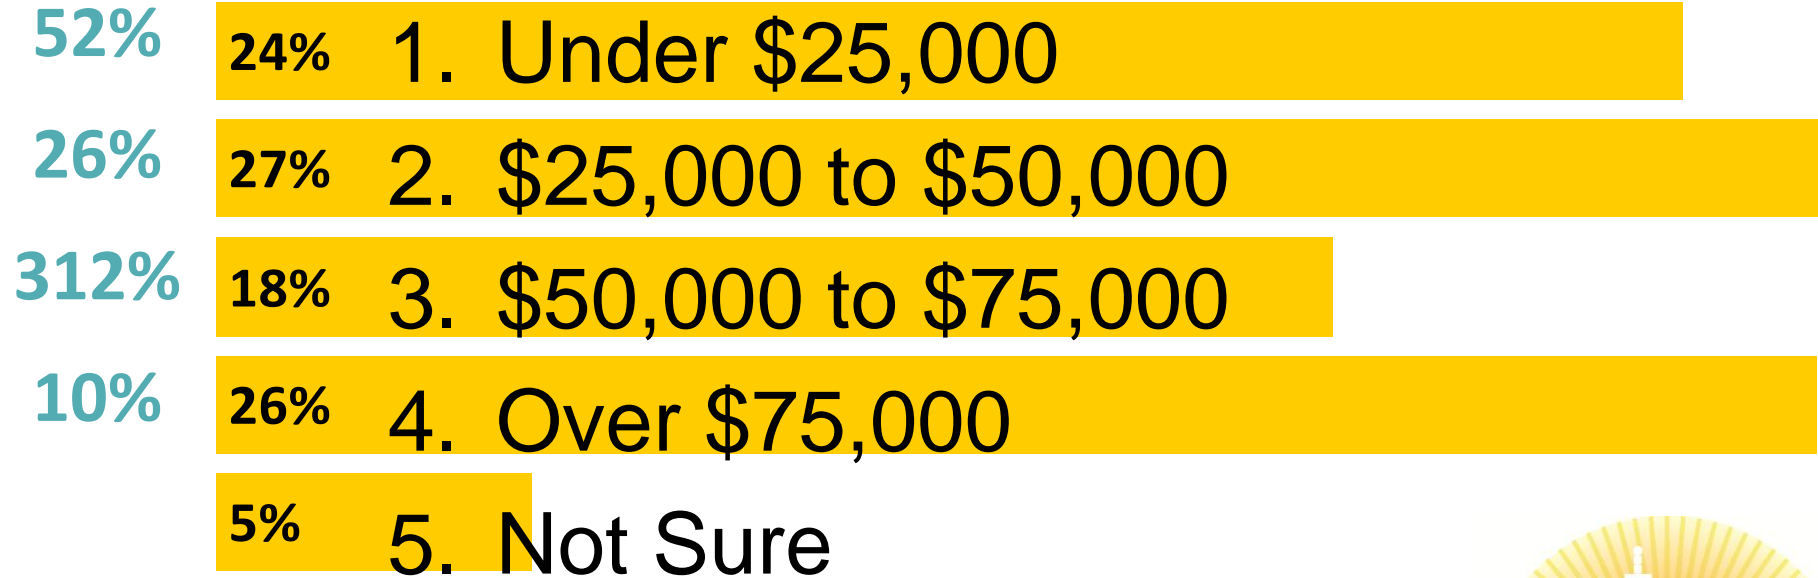 52% 24% 1. Under $25,000
26% 27% 2. $25,000 to $50,000
312% 18% 3. $50,000 to $75,000
10% 26% 4. Over $75,000
5% 5. Not Sure